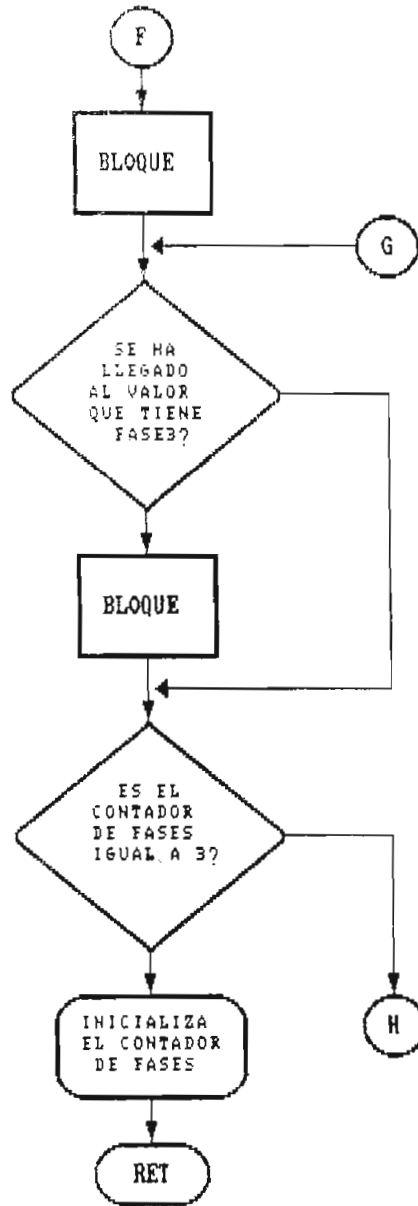 F
BLOQUE
G
SE HA
LLEGADO
AL VALOR
QUE TIENE
FASE3?
BLOQUE
ES EL
CONTADOR
DE FASES
IGUAL A 3?
INICIALIZA
EL CONTADOR
DE FASES
H
RET